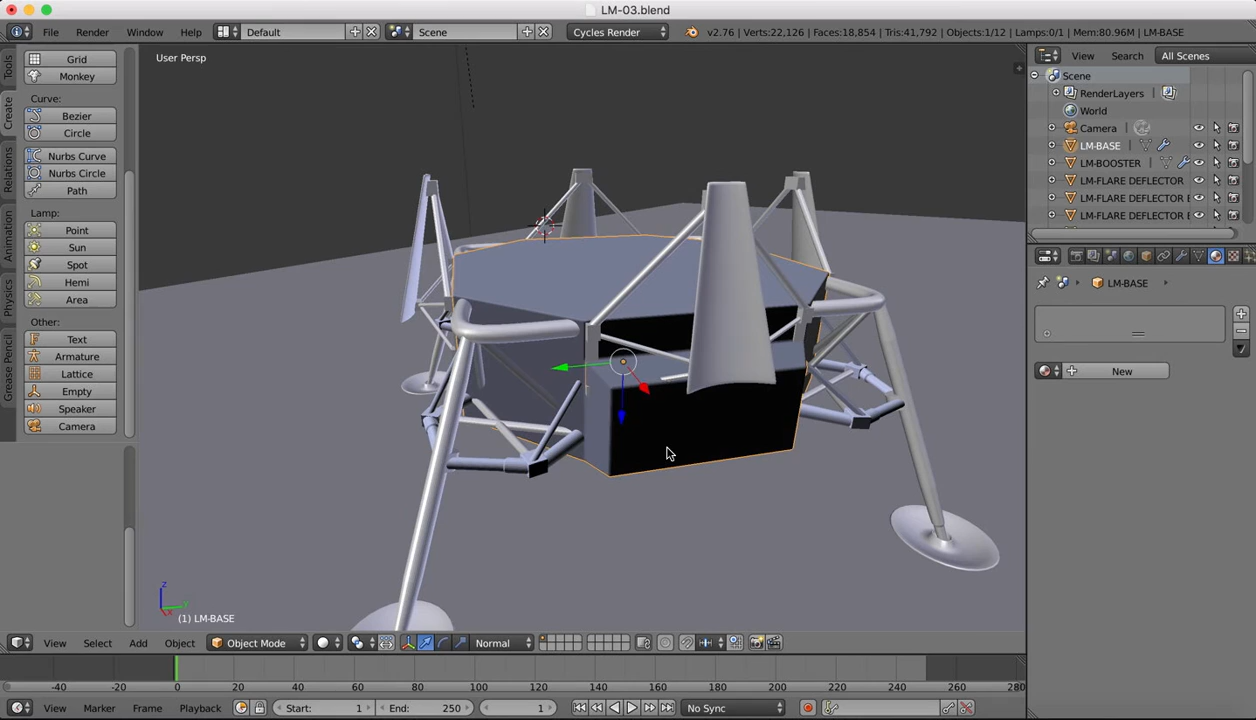 LM-03.blend
File Render Window Help Default Scene Cycles Render v2.76 | Verts:22,126 | Faces:18,854 | Tris:41,792 | Objects:1/12 | Lamps:0/1 | Mem:80.96M | LM-BASE
Tools
Create
Relations
Animation
Physics
Grease Pencil
Grid
Monkey
Curve:
Bezier
Circle
Nurbs Curve
Nurbs Circle
Path
Lamp:
Point
Sun
Spot
Hemi
Area
Other:
Text
Armature
Lattice
Empty
Speaker
Camera
User Persp
z
(1) LM-BASE
View Select Add Object Object Mode Normal
-40 -20 0 20 40 60 80 100 120 140 160 180 200 220 240 260 280
View Marker Frame Playback Start: 1 End: 250 1 No Sync
View Search All Scenes
Scene
RenderLayers
World
Camera
LM-BASE
LM-BOOSTER
LM-FLARE DEFLECTOR
LM-FLARE DEFLECTOR
LM-FLARE DEFLECTOR
LM-BASE
New